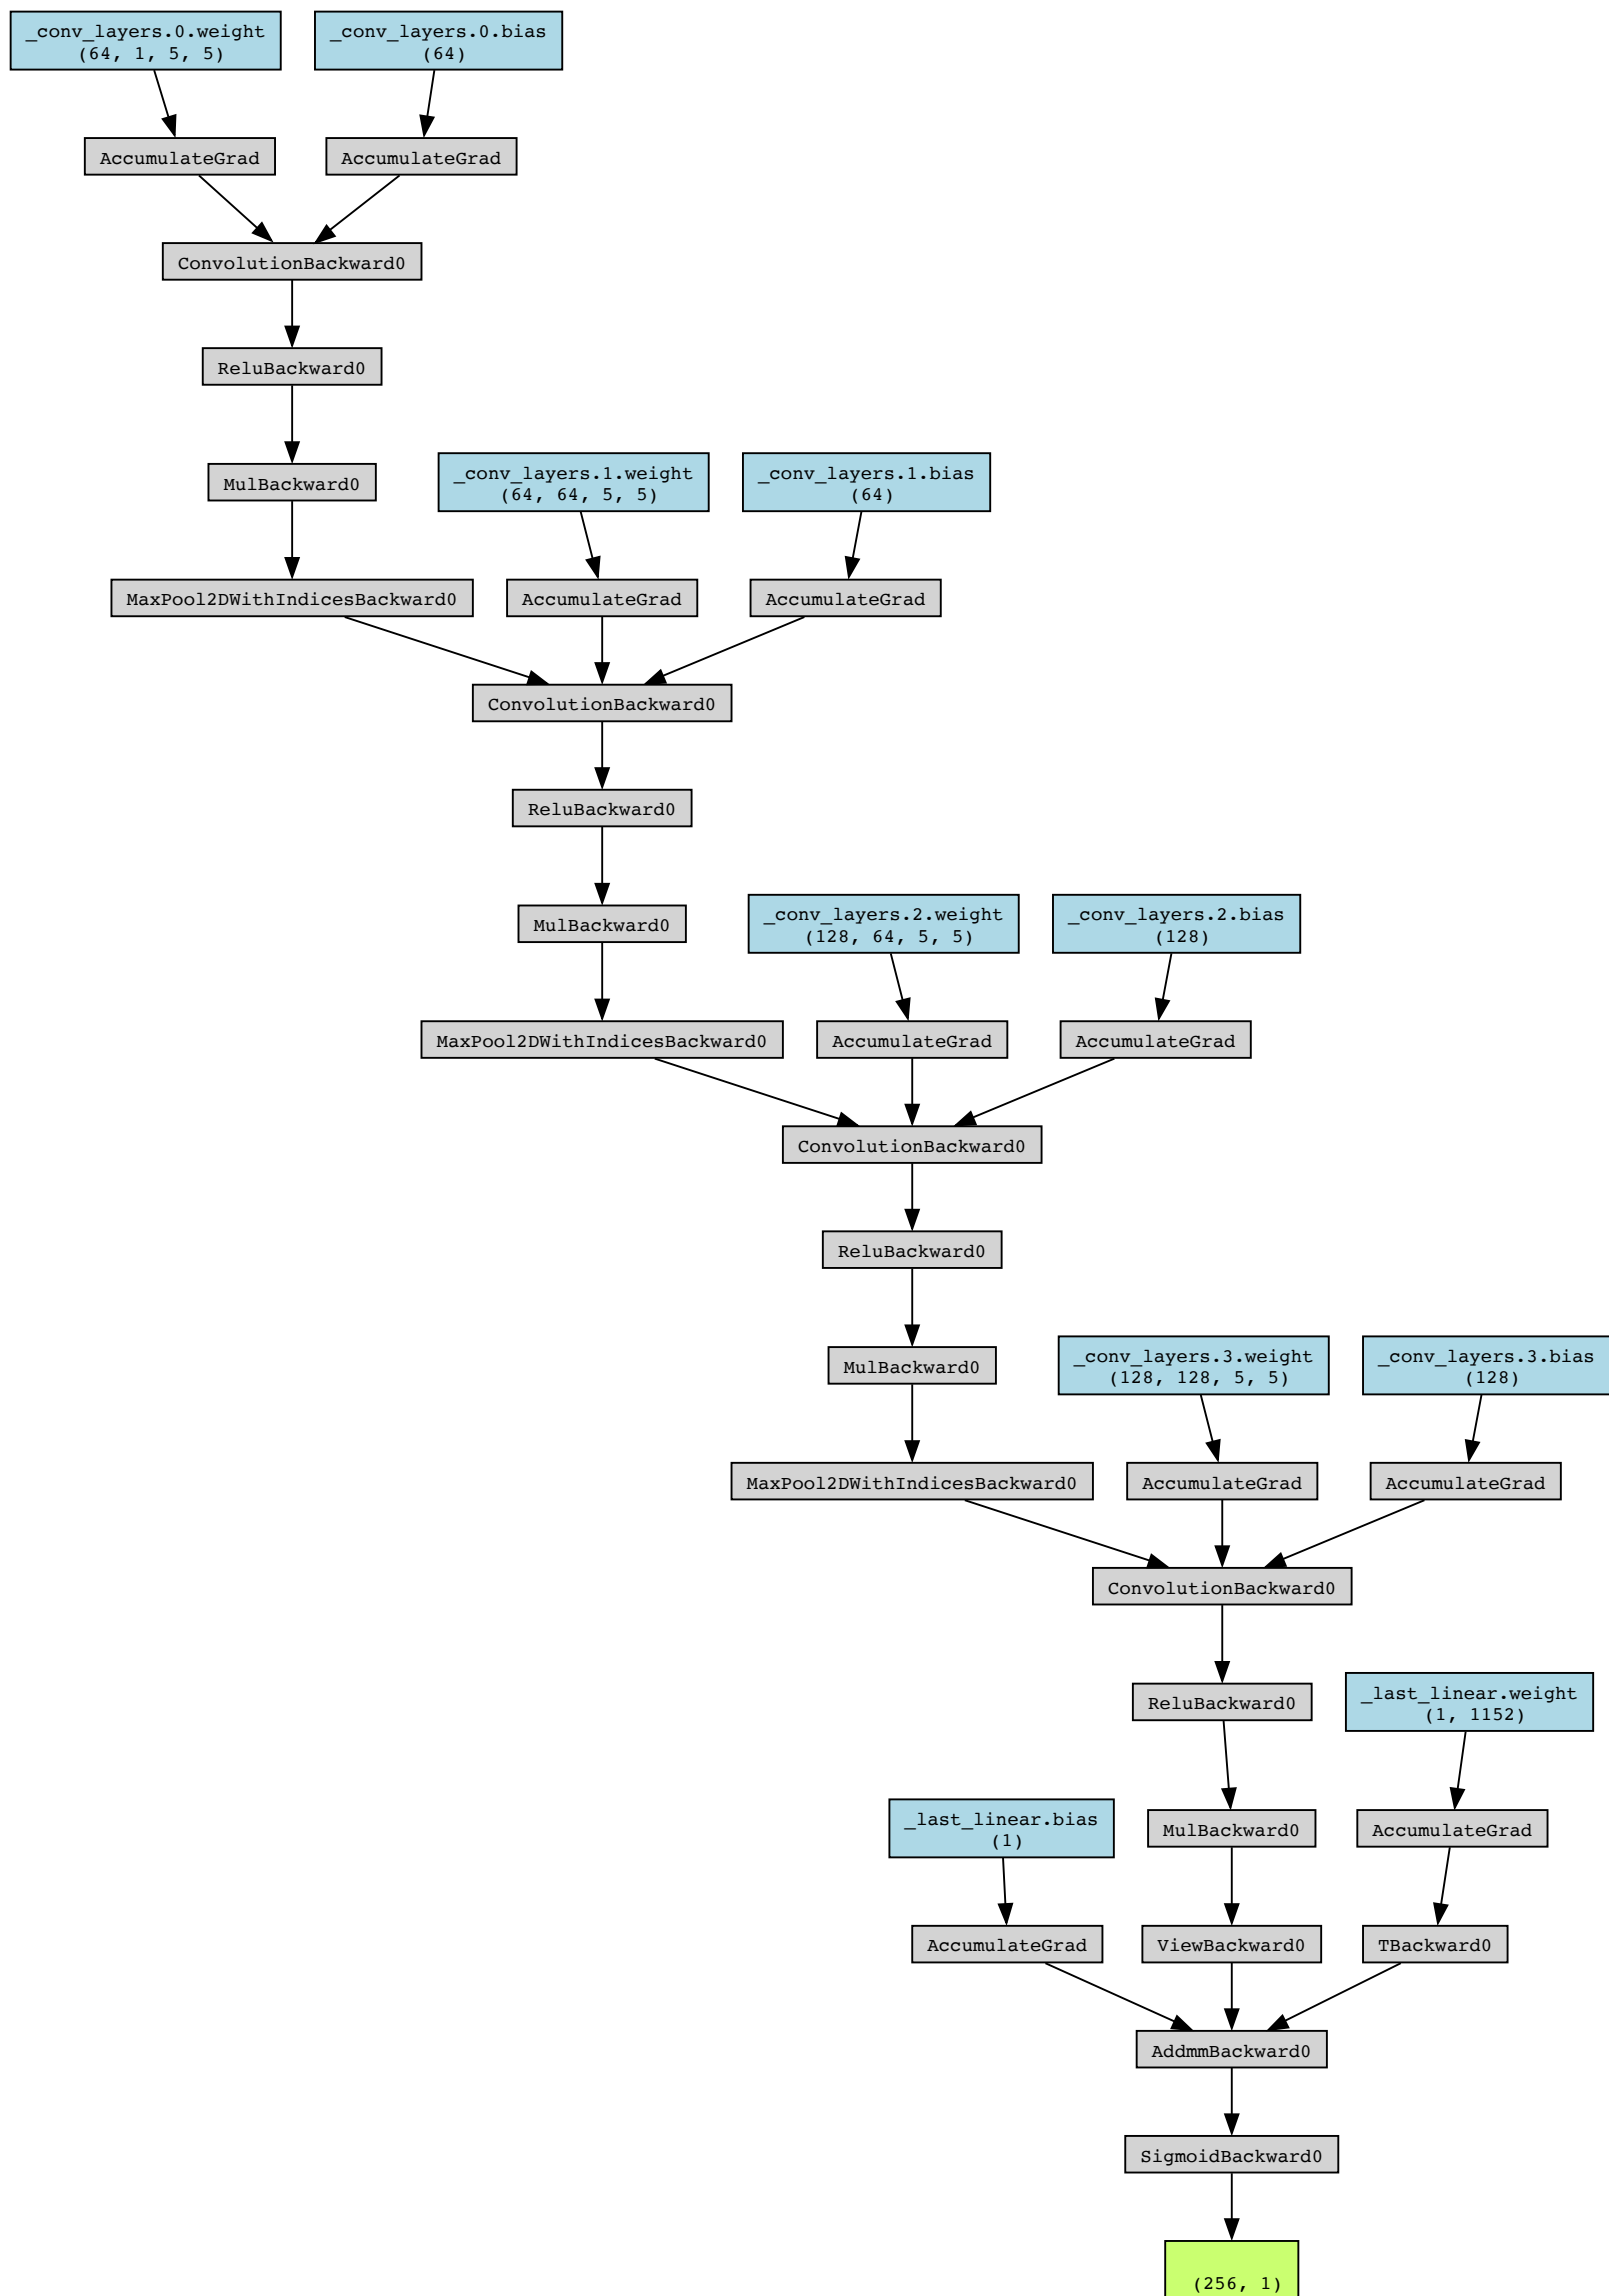 _conv_layers.0.weight
(64, 1, 5, 5)
_conv_layers.0.bias
(64)
AccumulateGrad
AccumulateGrad
ConvolutionBackward0
ReluBackward0
MulBackward0
_conv_layers.1.weight
(64, 64, 5, 5)
_conv_layers.1.bias
(64)
MaxPool2DWithIndicesBackward0
AccumulateGrad
AccumulateGrad
ConvolutionBackward0
ReluBackward0
MulBackward0
_conv_layers.2.weight
(128, 64, 5, 5)
_conv_layers.2.bias
(128)
MaxPool2DWithIndicesBackward0
AccumulateGrad
AccumulateGrad
ConvolutionBackward0
ReluBackward0
MulBackward0
_conv_layers.3.weight
(128, 128, 5, 5)
_conv_layers.3.bias
(128)
MaxPool2DWithIndicesBackward0
AccumulateGrad
AccumulateGrad
ConvolutionBackward0
ReluBackward0
_last_linear.weight
(1, 1152)
_last_linear.bias
(1)
MulBackward0
AccumulateGrad
AccumulateGrad
ViewBackward0
TBackward0
AddmmBackward0
SigmoidBackward0
(256, 1)